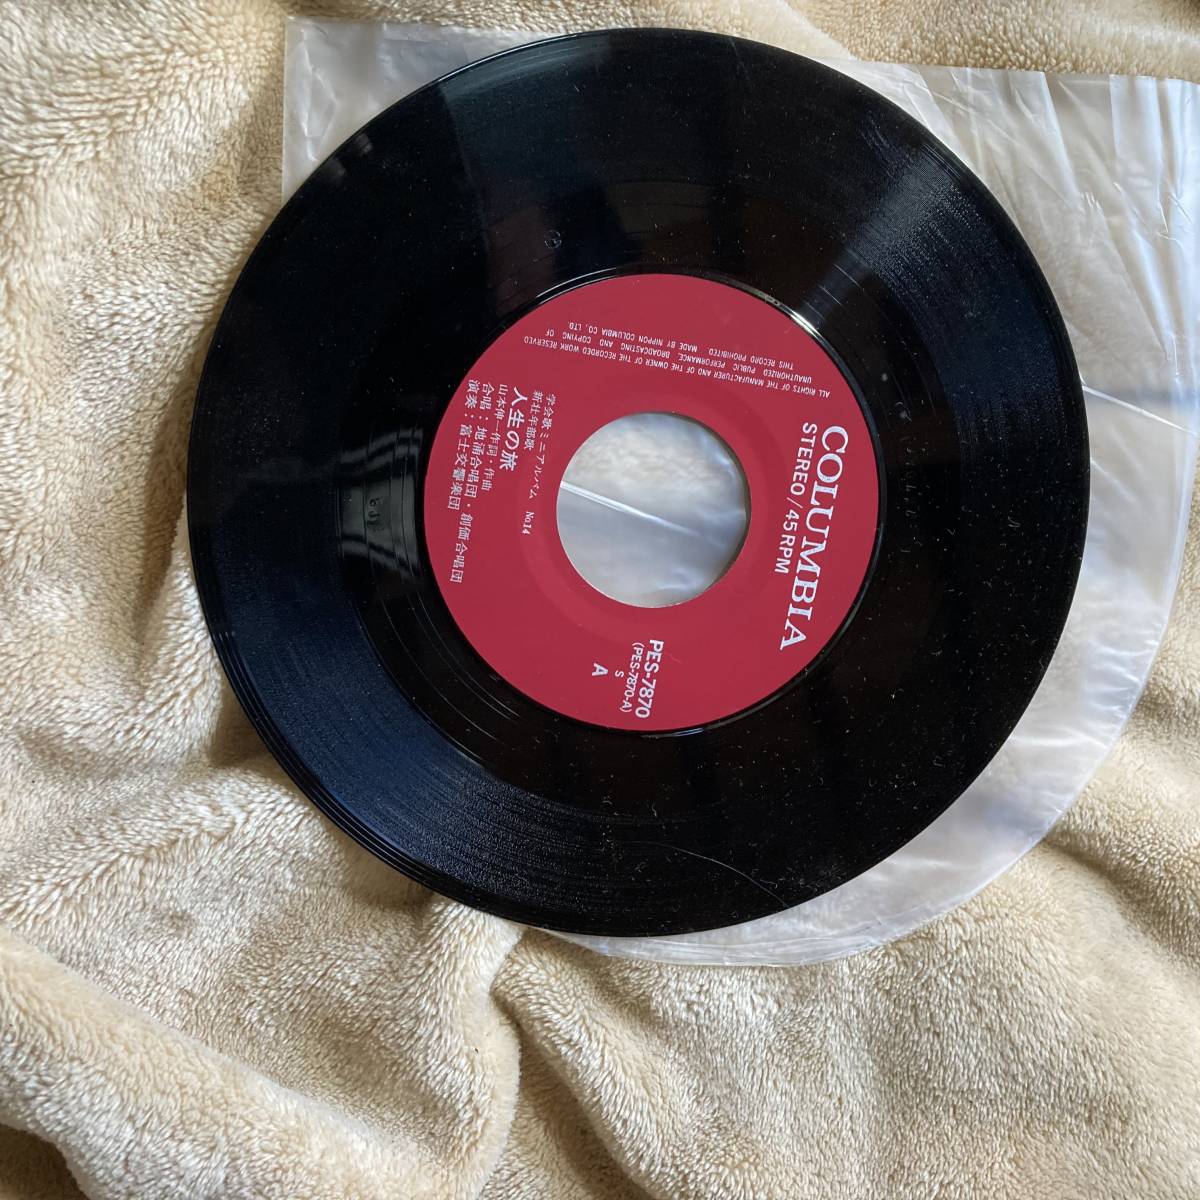 COLUMBIA
STEREO/45RPM
ALL RIGHTS OF THE MANUFACTURER AND OF THE OWNER OF THE RECORDED WORK RESERVED
UNAUTHORIZED PUBLIC PERFORMANCE, BROADCASTING AND COPYING OF
THIS RECORD PROHIBITED MADE BY NIPPON COLUMBIA CO., LTD.
PES-7870
(PES-7870-A)
S
A
学会歌ミニアルバム No.14
新壮年部歌
人生の旅
山本伸一作詞・作曲
合唱：地涌合唱団・創価合唱団
演奏：富士交響楽団